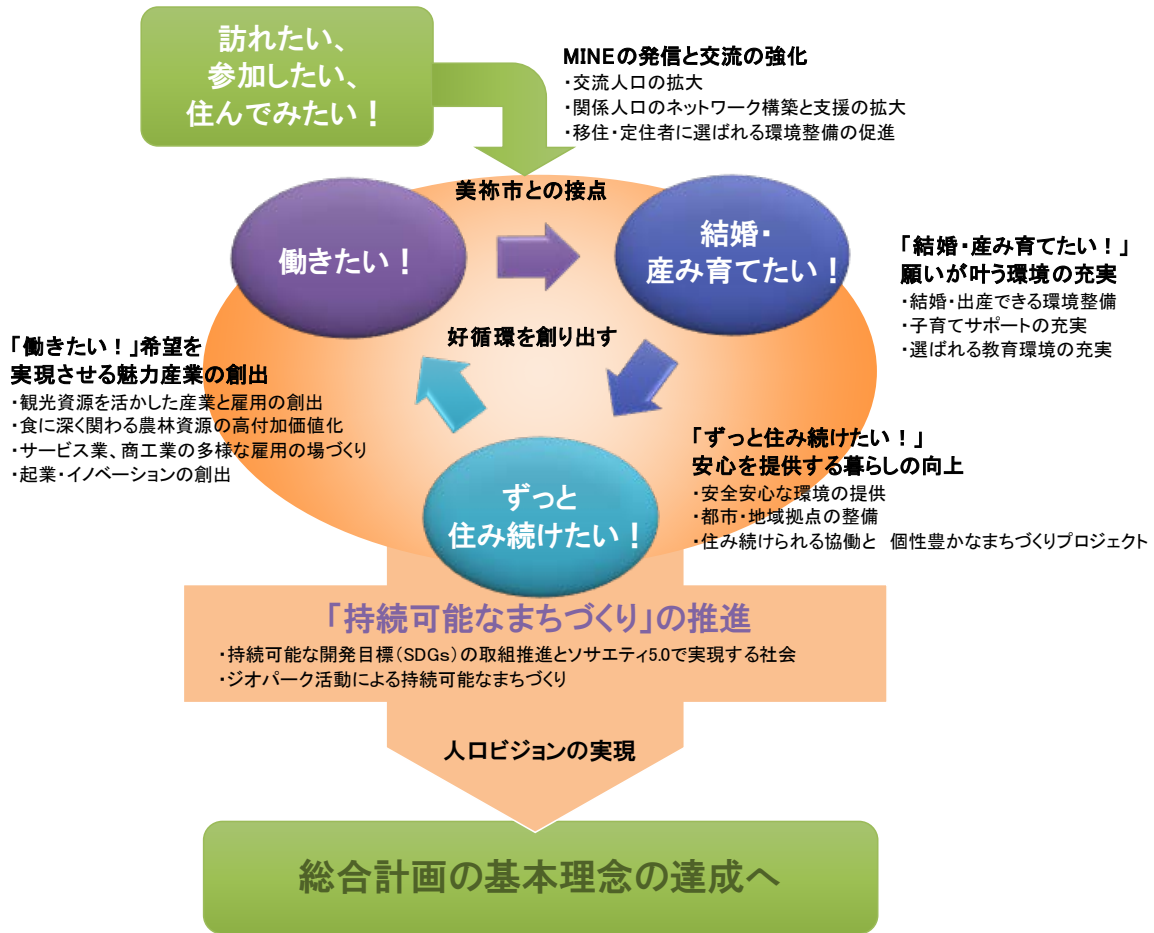 訪れたい、
参加したい、
住んでみたい！
MINEの発信と交流の強化
・交流人口の拡大
・関係人口のネットワーク構築と支援の拡大
・移住・定住者に選ばれる環境整備の促進
美祢市との接点
働きたい！
結婚・
産み育てたい！
「結婚・産み育てたい！」
願いが叶う環境の充実
・結婚・出産できる環境整備
・子育てサポートの充実
・選ばれる教育環境の充実
好循環を創り出す
「働きたい！」希望を
実現させる魅力産業の創出
・観光資源を活かした産業と雇用の創出
・食に深く関わる農林資源の高付加価値化
・サービス業、商工業の多様な雇用の場づくり
・起業・イノベーションの創出
「ずっと住み続けたい！」
安心を提供する暮らしの向上
・安全安心な環境の提供
・都市・地域拠点の整備
・住み続けられる協働と　個性豊かなまちづくりプロジェクト
ずっと
住み続けたい！
「持続可能なまちづくり」の推進
・持続可能な開発目標（SDGs）の取組推進とソサエティ5.0で実現する社会
・ジオパーク活動による持続可能なまちづくり
人口ビジョンの実現
総合計画の基本理念の達成へ